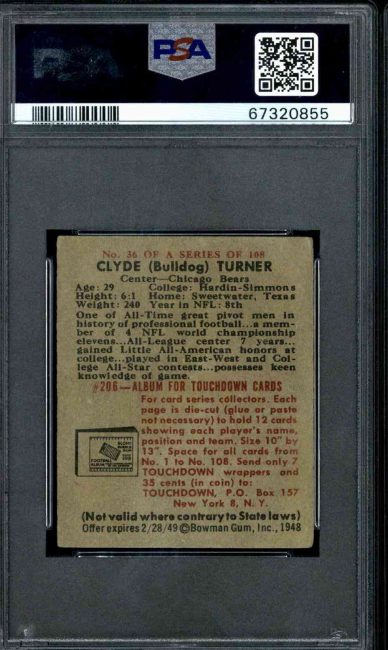 PSA
67320855
No. 36 OF A SERIES OF 108
CLYDE (Bulldog) TURNER
Center—Chicago Bears
Age: 29 College: Hardin-Simmons
Height: 6:1 Home: Sweetwater, Texas
Weight: 240 Year in NFL: 8th
One of All-Time great pivot men in
history of professional football...a mem-
ber of 4 NFL world championship
elevens...All-League center 7 years...
gained Little All-American honors at
college...played in East-West and Col-
lege All-Star contests...possesses keen
knowledge of game.
#206—ALBUM FOR TOUCHDOWN CARDS
For card series collectors. Each
page is die-cut (glue or paste
not necessary) to hold 12 cards
showing each player's name,
position and team. Size 10" by
13". Space for all cards from
No. 1 to No. 108. Send only 7
TOUCHDOWN wrappers and
35 cents (in coin) to:
TOUCHDOWN, P.O. Box 157
New York 8, N. Y.
(Not valid where contrary to State laws)
Offer expires 2/28/49 ©Bowman Gum, Inc., 1948